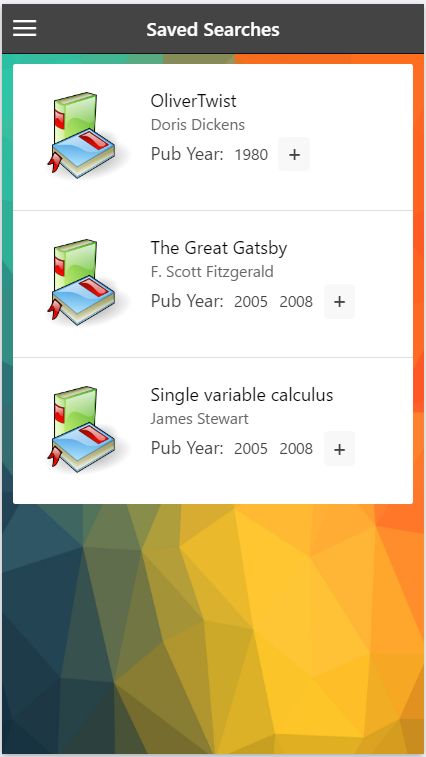 Saved Searches
OliverTwist
Doris Dickens
Pub Year: 1980 +
The Great Gatsby
F. Scott Fitzgerald
Pub Year: 2005 2008 +
Single variable calculus
James Stewart
Pub Year: 2005 2008 +